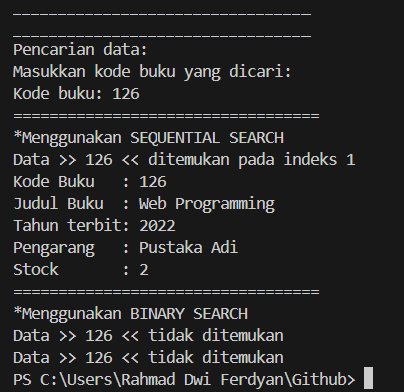 _________________________________
_________________________________
Pencarian data:
Masukkan kode buku yang dicari:
Kode buku: 126
==================================
*Menggunakan SEQUENTIAL SEARCH
Data >> 126 << ditemukan pada indeks 1
Kode Buku   : 126
Judul Buku  : Web Programming
Tahun terbit: 2022
Pengarang   : Pustaka Adi
Stock       : 2
==================================
*Menggunakan BINARY SEARCH
Data >> 126 << tidak ditemukan
Data >> 126 << tidak ditemukan
PS C:\Users\Rahmad Dwi Ferdyan\Github>